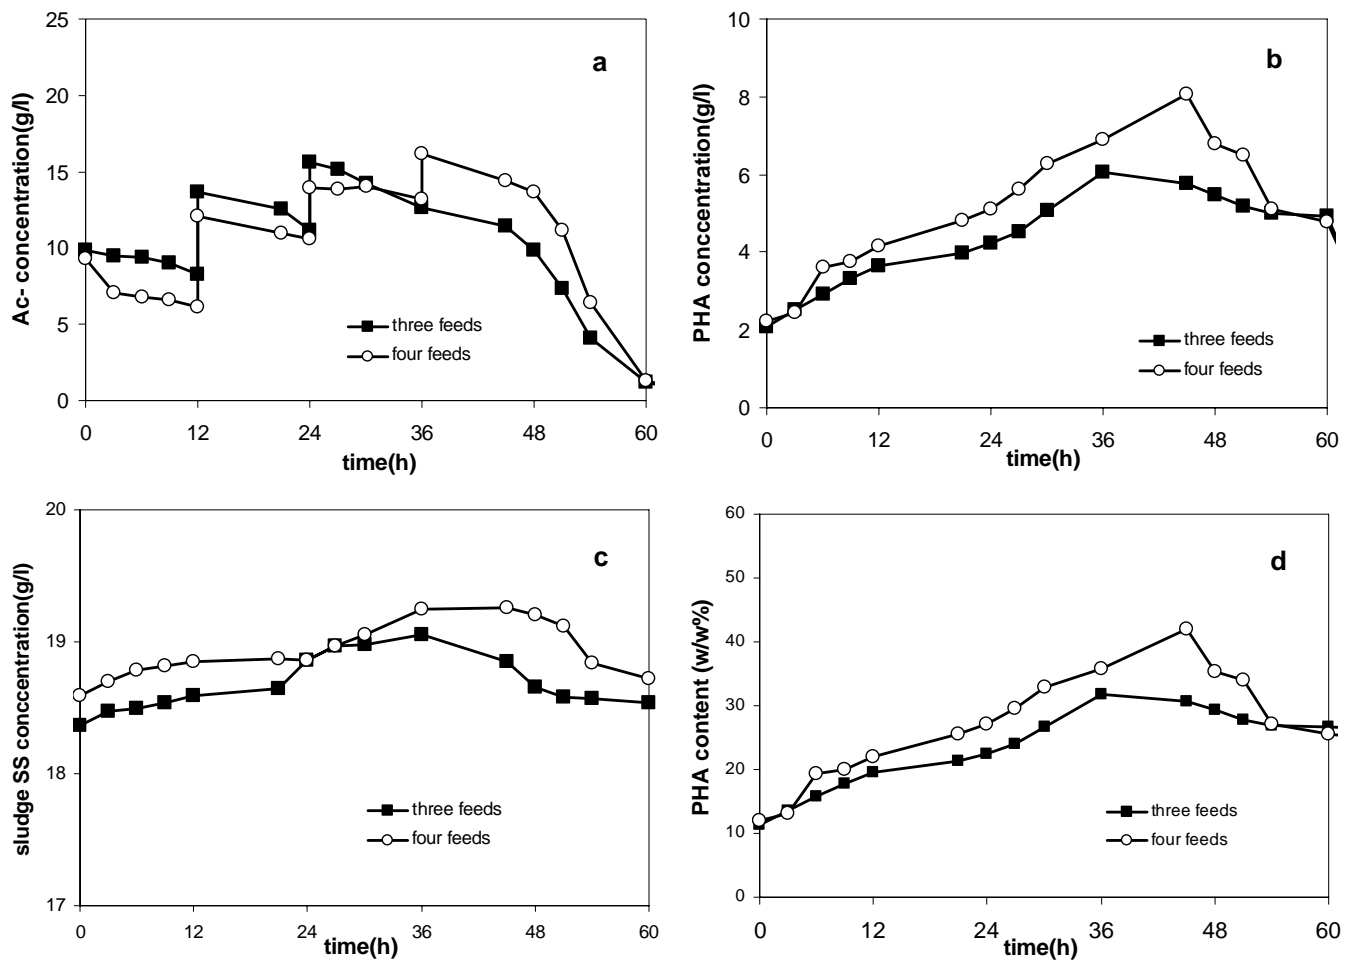 a
Ac- concentration(g/l)
25
20
15
10
5
0
three feeds
four feeds
0 12 24 36 48 60
time(h)
b
PHA conccentration(g/l)
10
8
6
4
2
0
three feeds
four feeds
0 12 24 36 48 60
time(h)
c
sludge SS conccentration(g/l)
20
19
18
17
three feeds
four feeds
0 12 24 36 48 60
time(h)
d
PHA content (w/w%)
60
50
40
30
20
10
0
three feeds
four feeds
0 12 24 36 48 60
time(h)